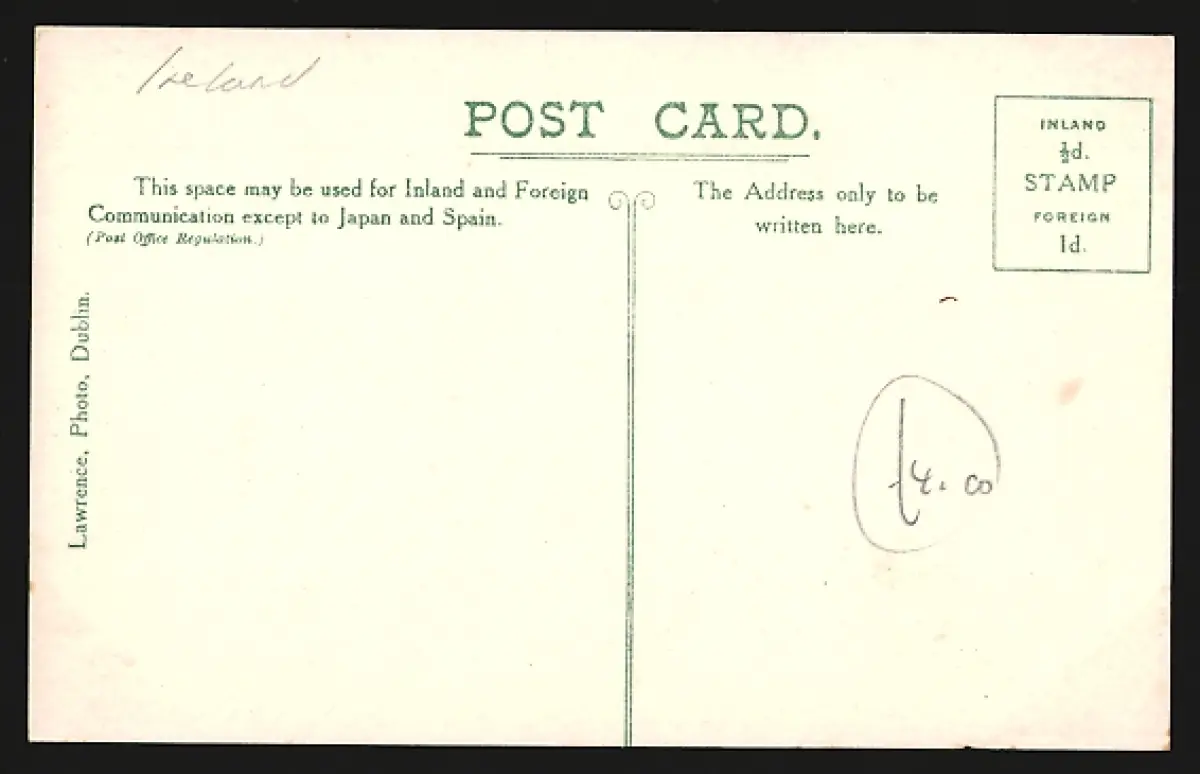 Ireland
POST CARD.
This space may be used for Inland and Foreign
Communication except to Japan and Spain.
(Post Office Regulation.)
The Address only to be
written here.
INLAND
½d.
STAMP
FOREIGN
1d.
Lawrence, Photo, Dublin.
£4.00